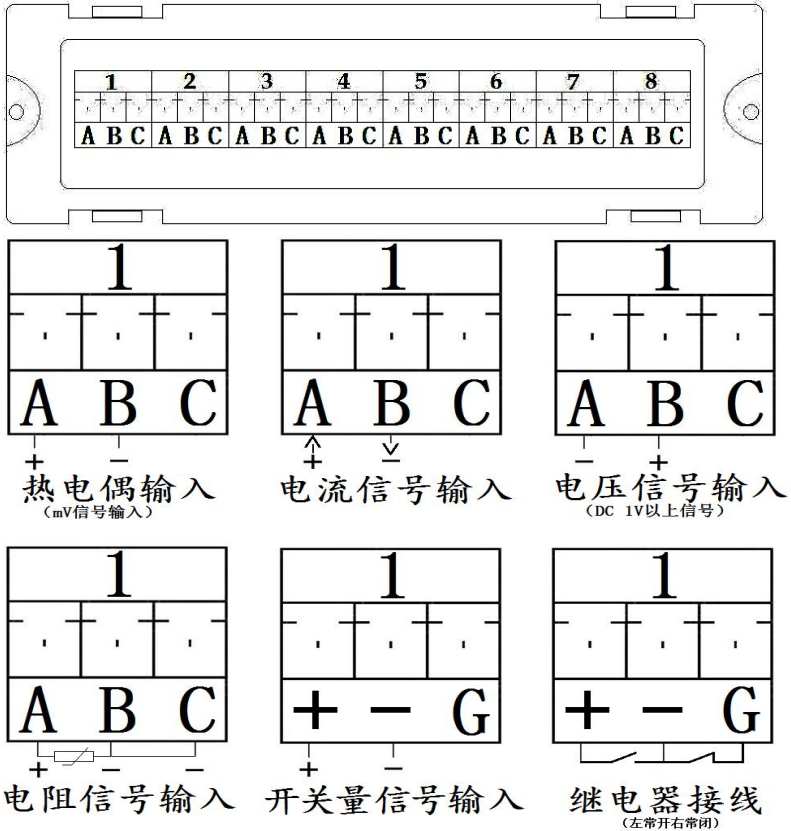 1 2 3 4 5 6 7 8
A B C A B C A B C A B C A B C A B C A B C A B C
1 1 1
A B C A B C A B C
+ − + − − +
热电偶输入 电流信号输入 电压信号输入
（mV信号输入） （DC 1V以上信号）
1 1 1
A B C + − G + − G
+ − − + −
电阻信号输入 开关量信号输入 继电器接线
（左常开右常闭）